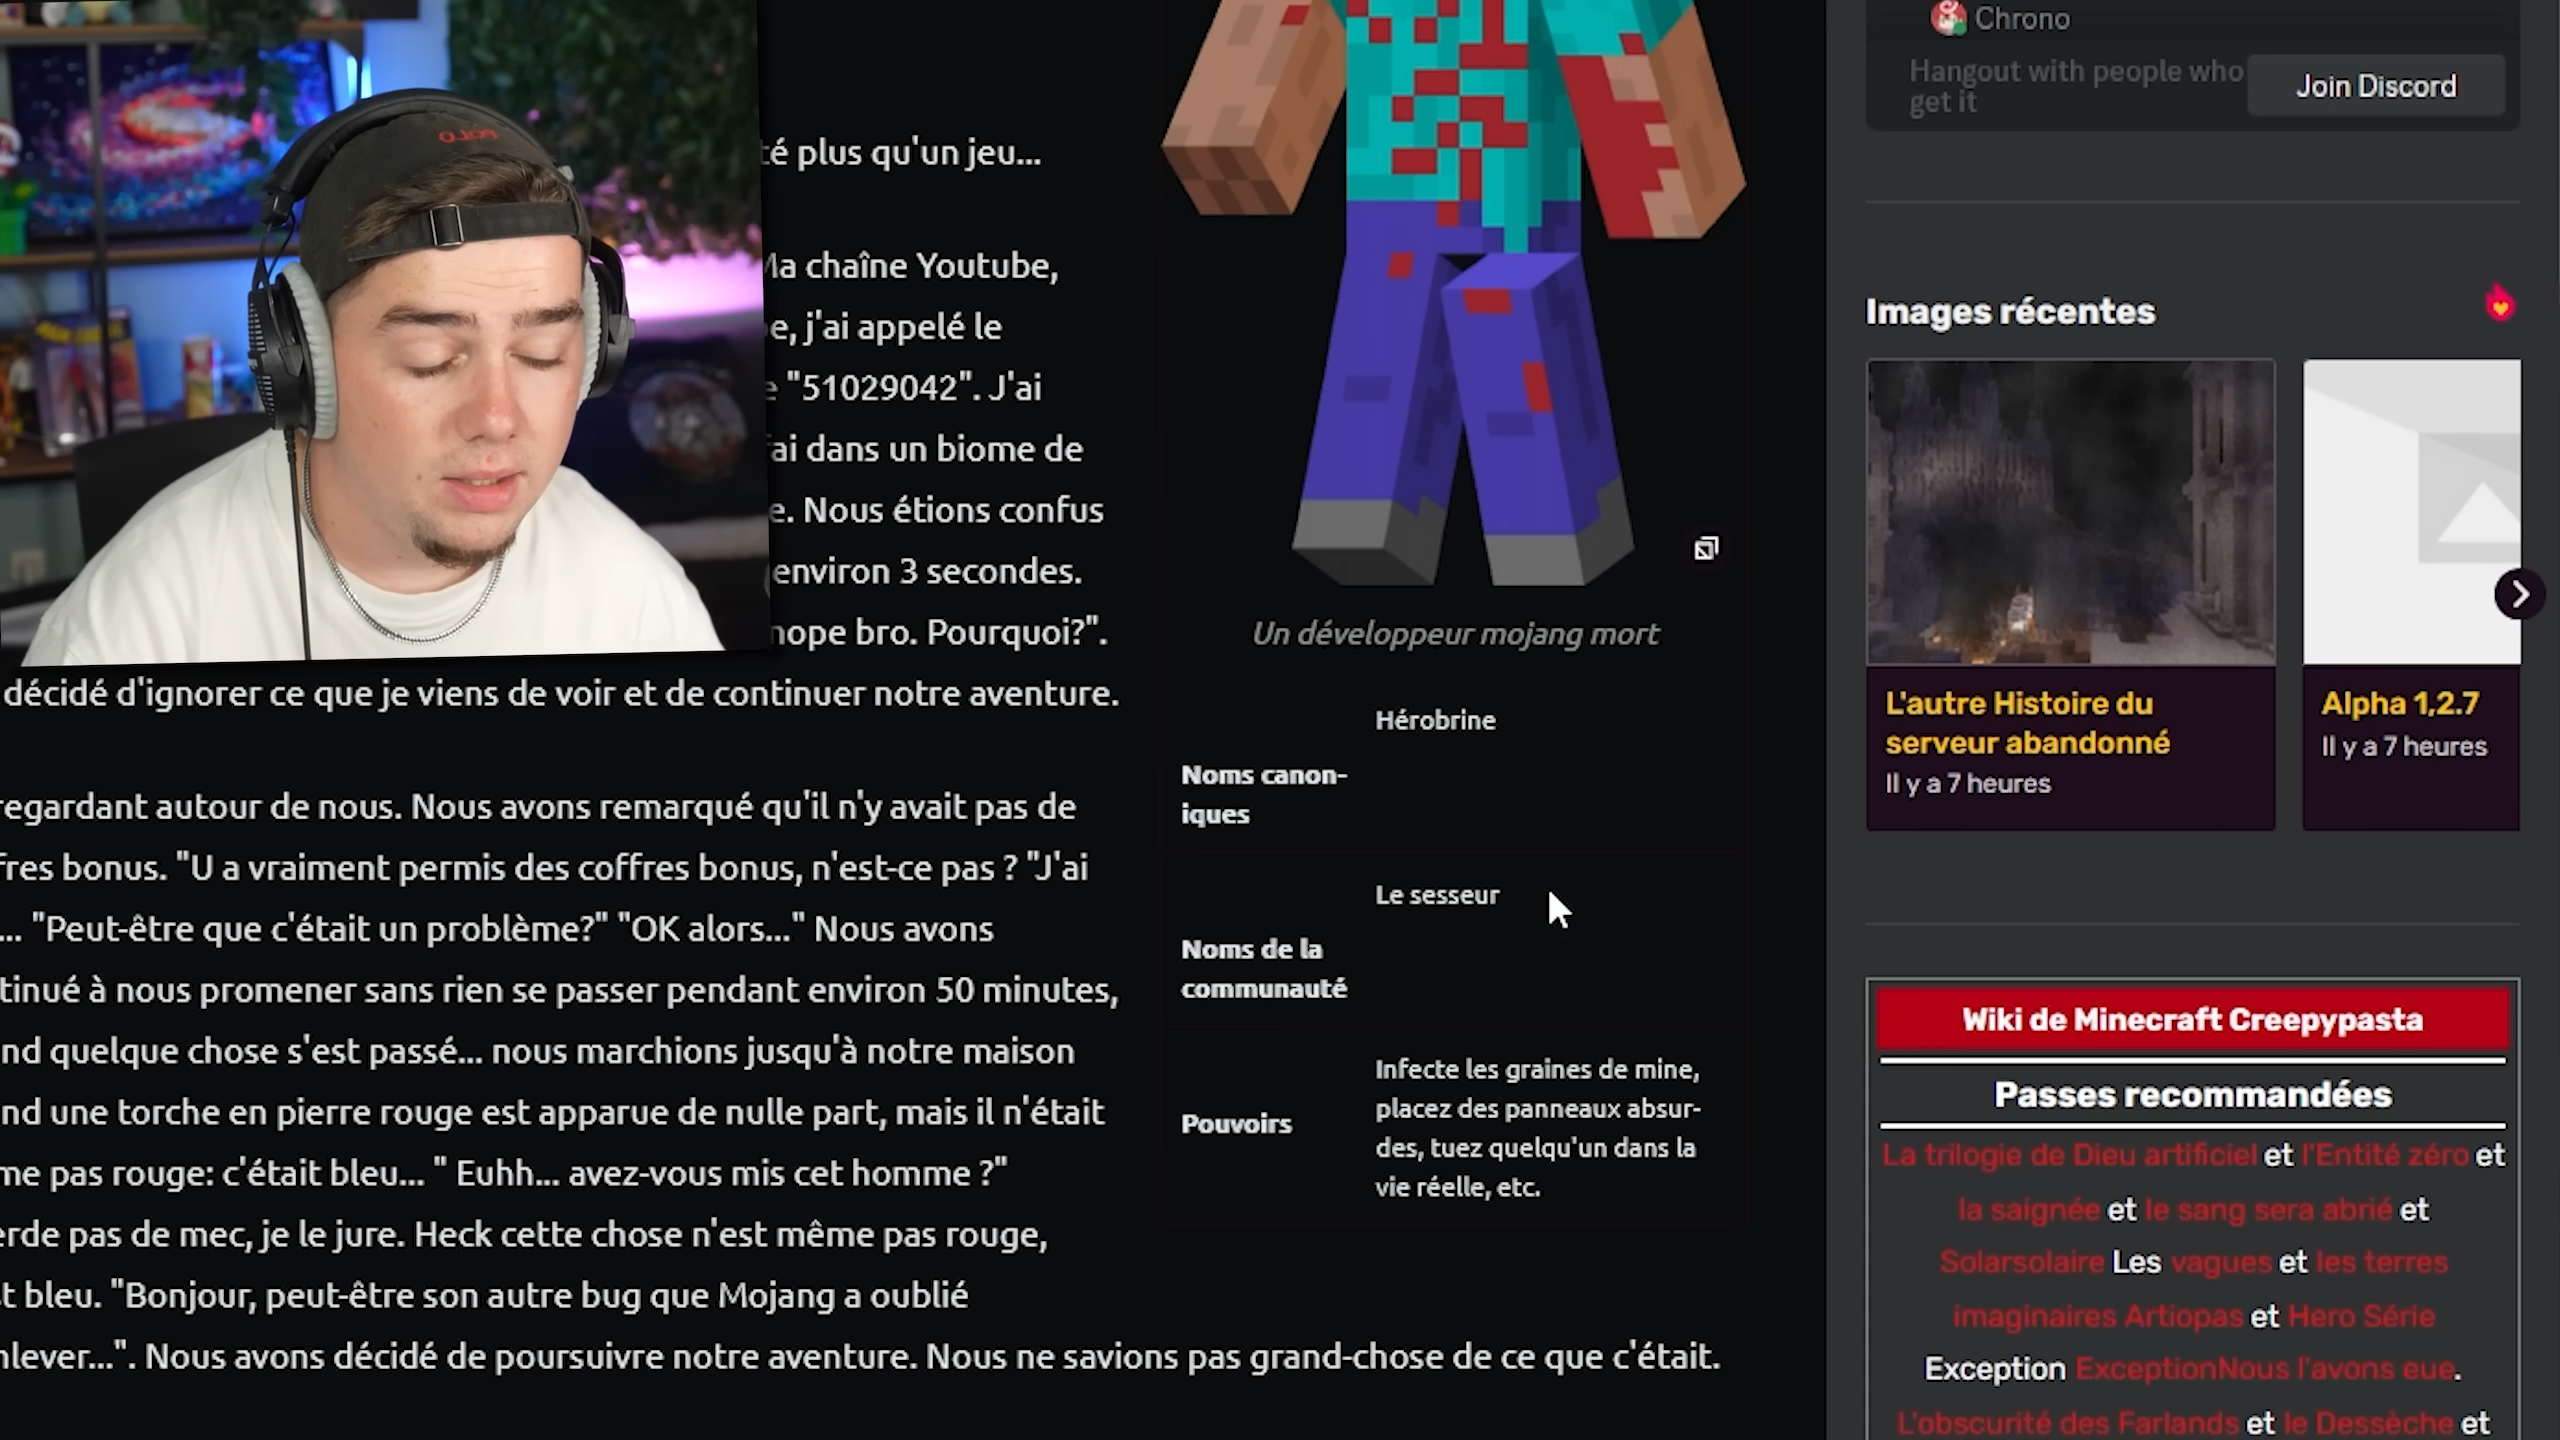 POLO
té plus qu'un jeu...
Ma chaîne Youtube,
e, j'ai appelé le
e "51029042". J'ai
ai dans un biome de
e. Nous étions confus
environ 3 secondes.
nope bro. Pourquoi?".
décidé d'ignorer ce que je viens de voir et de continuer notre aventure.
regardant autour de nous. Nous avons remarqué qu'il n'y avait pas de
fres bonus. "U a vraiment permis des coffres bonus, n'est-ce pas ? "J'ai
... "Peut-être que c'était un problème?" "OK alors..." Nous avons
tinué à nous promener sans rien se passer pendant environ 50 minutes,
nd quelque chose s'est passé... nous marchions jusqu'à notre maison
nd une torche en pierre rouge est apparue de nulle part, mais il n'était
me pas rouge: c'était bleu... " Euhh... avez-vous mis cet homme ?"
erde pas de mec, je le jure. Heck cette chose n'est même pas rouge,
t bleu. "Bonjour, peut-être son autre bug que Mojang a oublié
nlever...". Nous avons décidé de poursuivre notre aventure. Nous ne savions pas grand-chose de ce que c'était.
Un développeur mojang mort
Hérobrine
Noms canon-
iques
Le sesseur
Noms de la
communauté
Pouvoirs
Infecte les graines de mine,
placez des panneaux absur-
des, tuez quelqu'un dans la
vie réelle, etc.
Chrono
Hangout with people who
get it
Join Discord
Images récentes
L'autre Histoire du
serveur abandonné
Il y a 7 heures
Alpha 1,2.7
Il y a 7 heures
Wiki de Minecraft Creepypasta
Passes recommandées
La trilogie de Dieu artificiel et l'Entité zéro et
la saignée et le sang sera abrié et
Solarsolaire Les vagues et les terres
imaginaires Artiopas et Hero Série
Exception ExceptionNous l'avons eue.
L'obscurité des Farlands et le Dessèche et